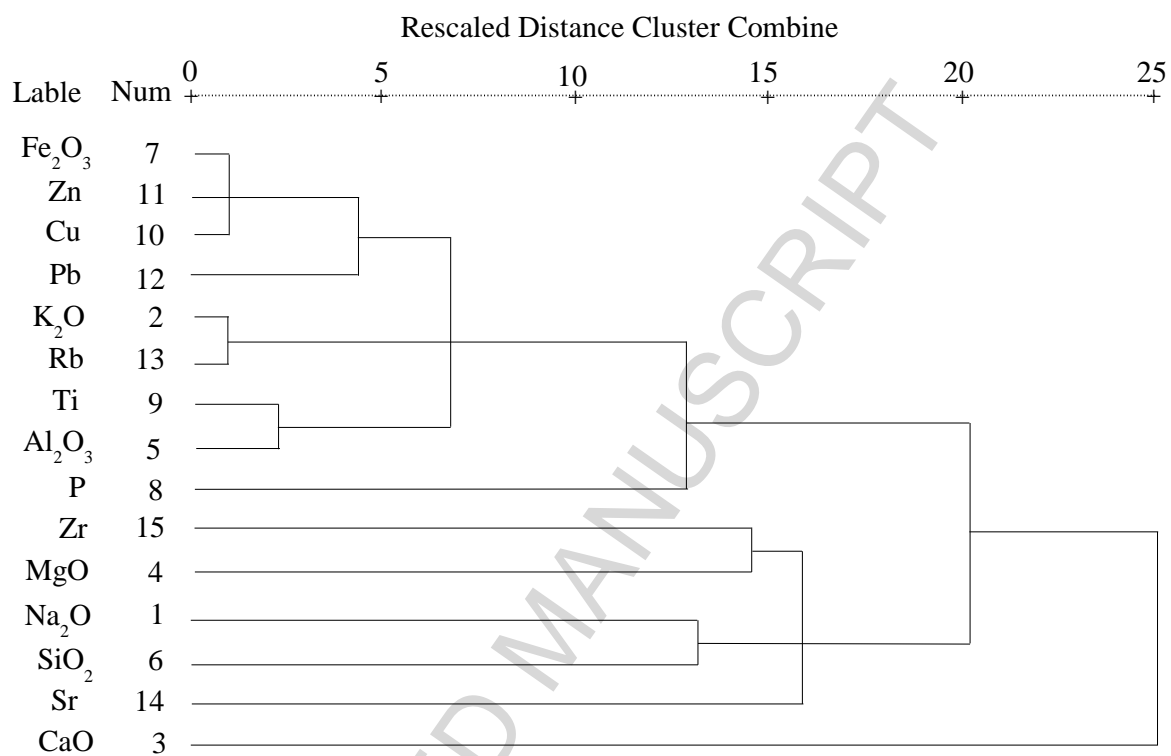 Rescaled Distance Cluster Combine
0 5 10 15 20 25
Lable Num
Fe₂O₃ 7
Zn 11
Cu 10
Pb 12
K₂O 2
Rb 13
Ti 9
Al₂O₃ 5
P 8
Zr 15
MgO 4
Na₂O 1
SiO₂ 6
Sr 14
CaO 3
ED MANUSCRIPT